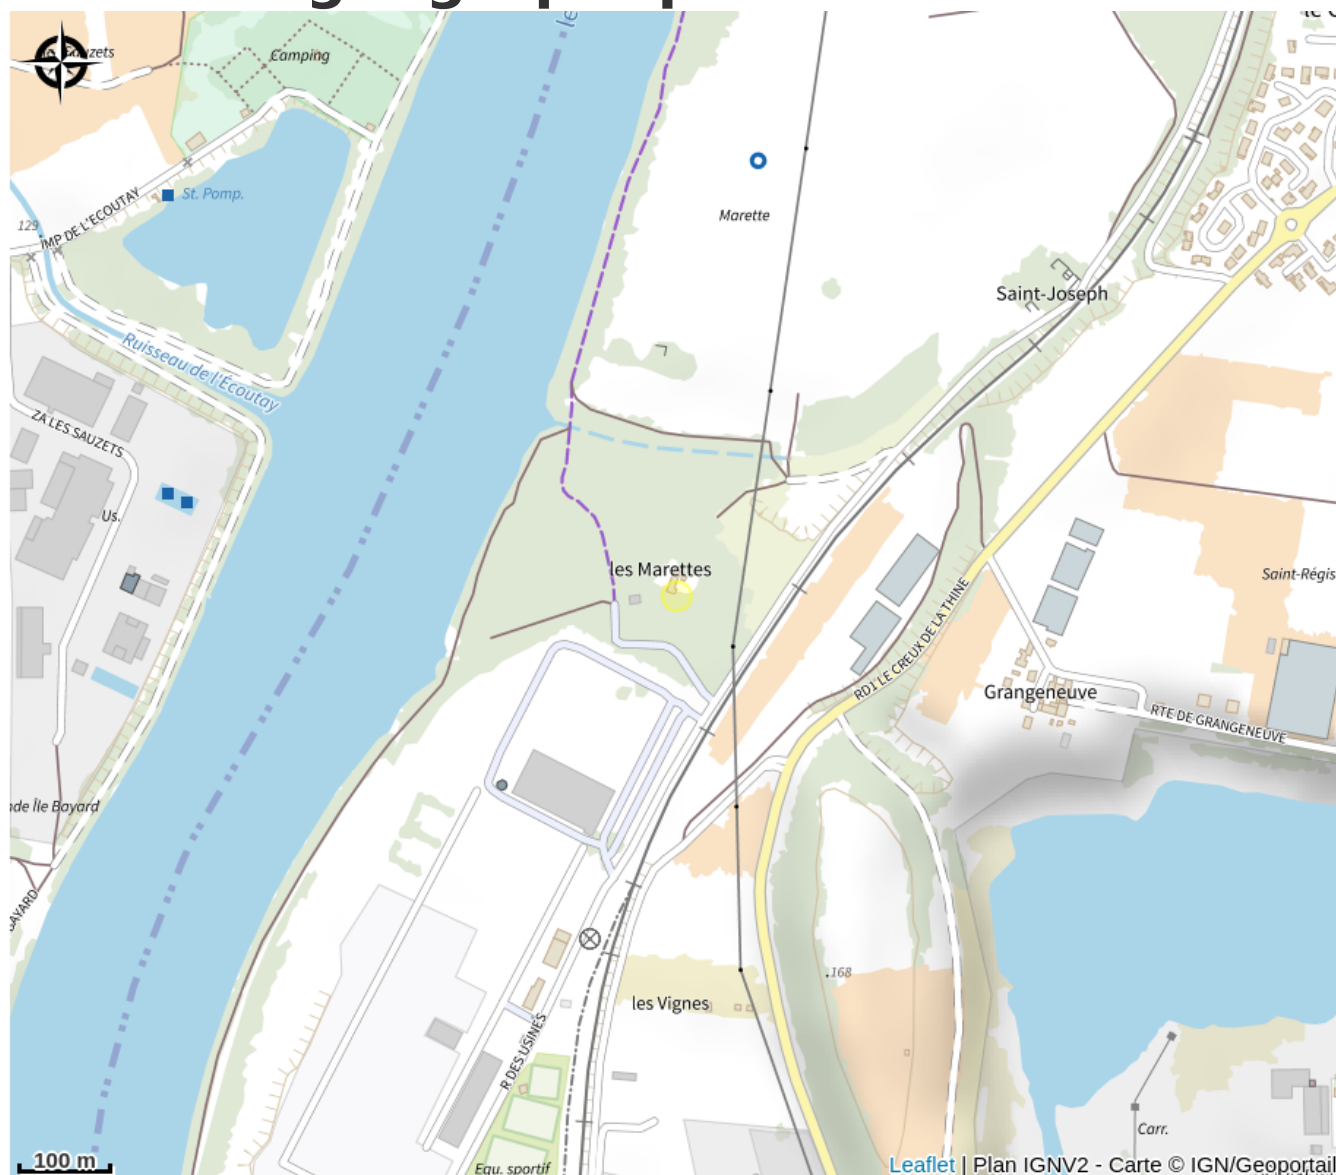 Camping
St. Pomp.
129
IMP DE L'ECOUTAY
Marette
Saint-Joseph
Ruisseau de l'Écoutay
ZA LES SAUZETS
Us.
les Marettes
Saint-Régis
RD1 LE CREUX DE LA THINE
Grangeneuve
RTE DE GRANGENEUVE
nde Île Bayard
BAYARD
168
les Vignes
R DES USINES
Carr.
Equ. sportif
100 m
Leaflet | Plan IGNV2 - Carte © IGN/Geoportail